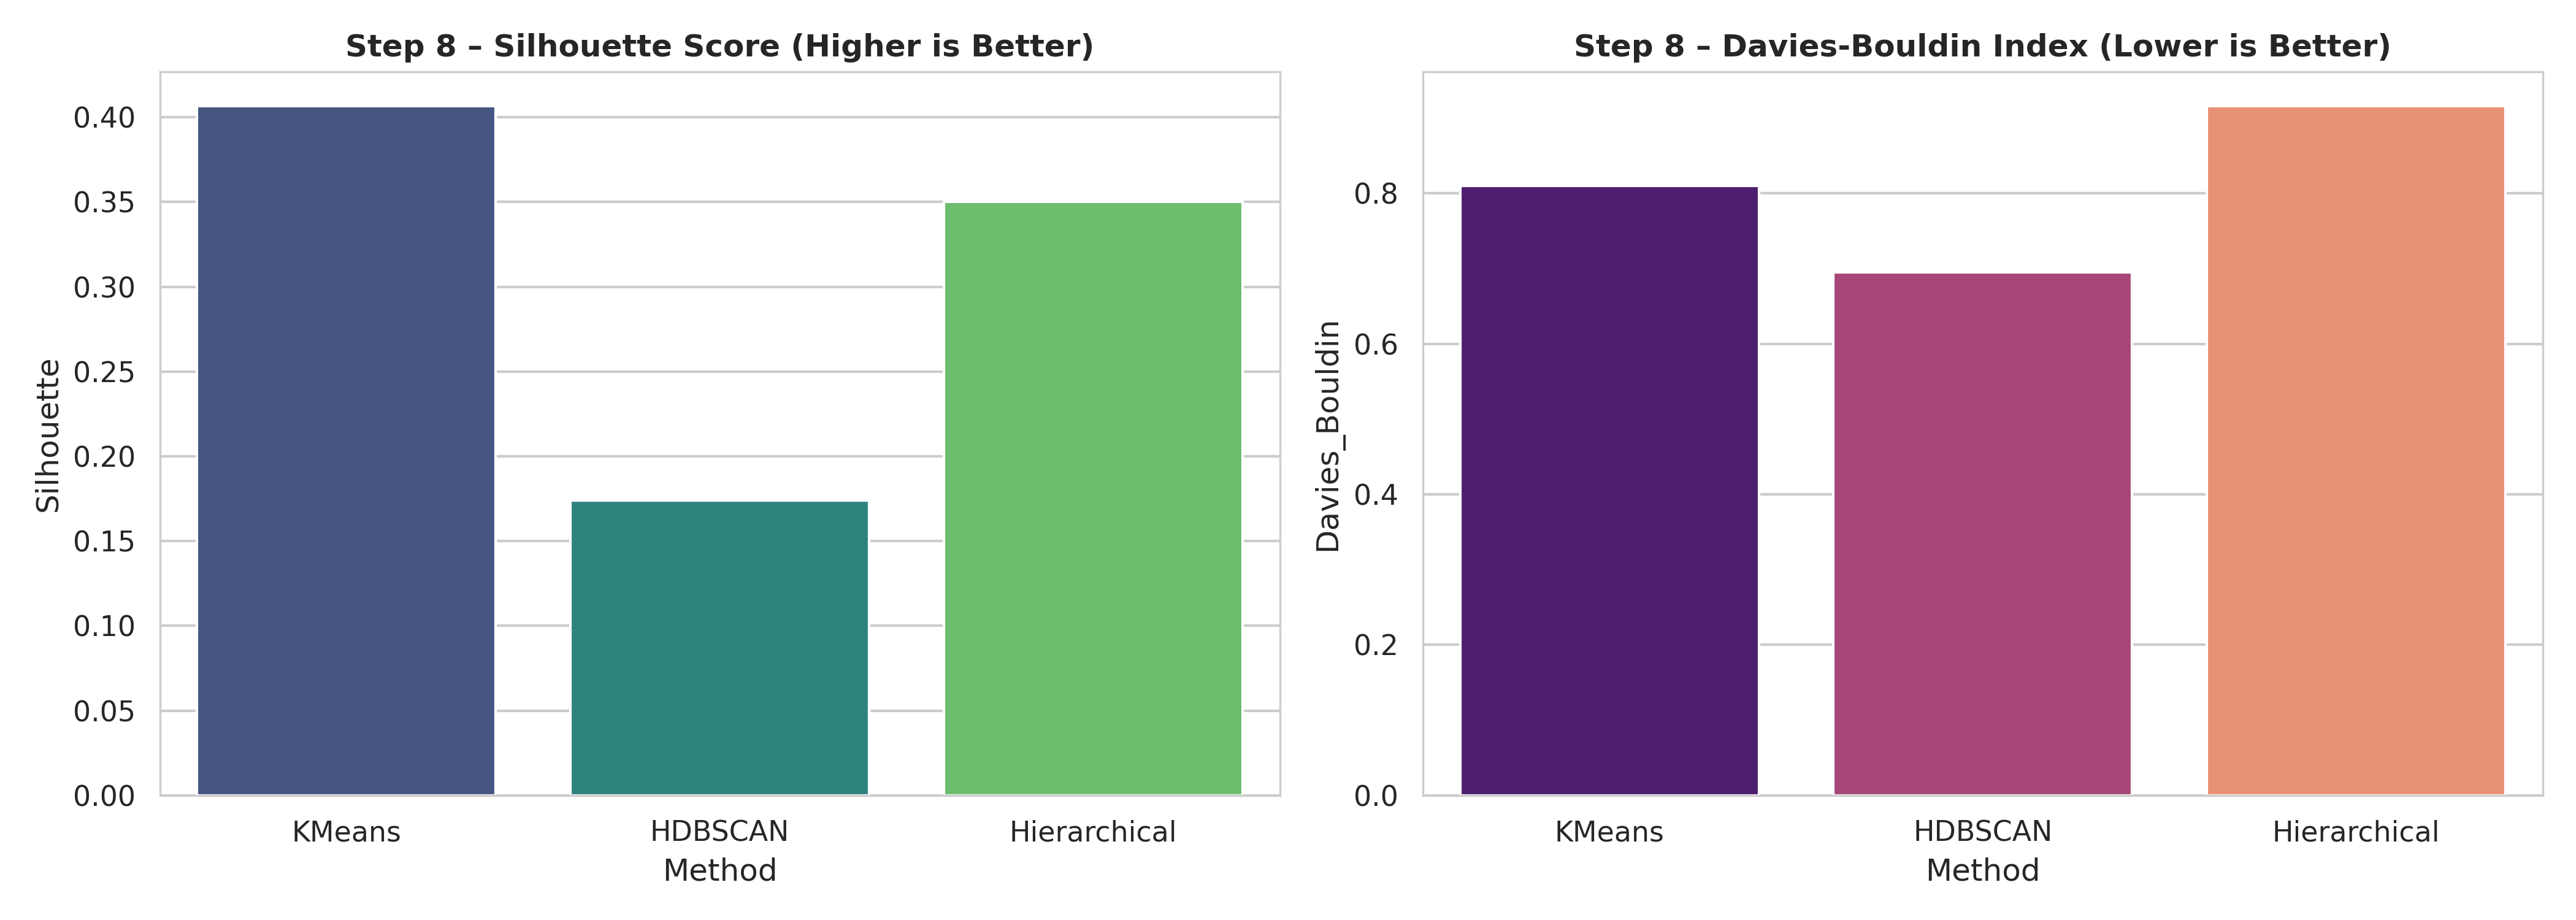 Step 8 – Silhouette Score (Higher is Better)
Silhouette
0.40
0.35
0.30
0.25
0.20
0.15
0.10
0.05
0.00
KMeans
HDBSCAN
Hierarchical
Method
Step 8 – Davies-Bouldin Index (Lower is Better)
Davies_Bouldin
0.8
0.6
0.4
0.2
0.0
KMeans
HDBSCAN
Hierarchical
Method